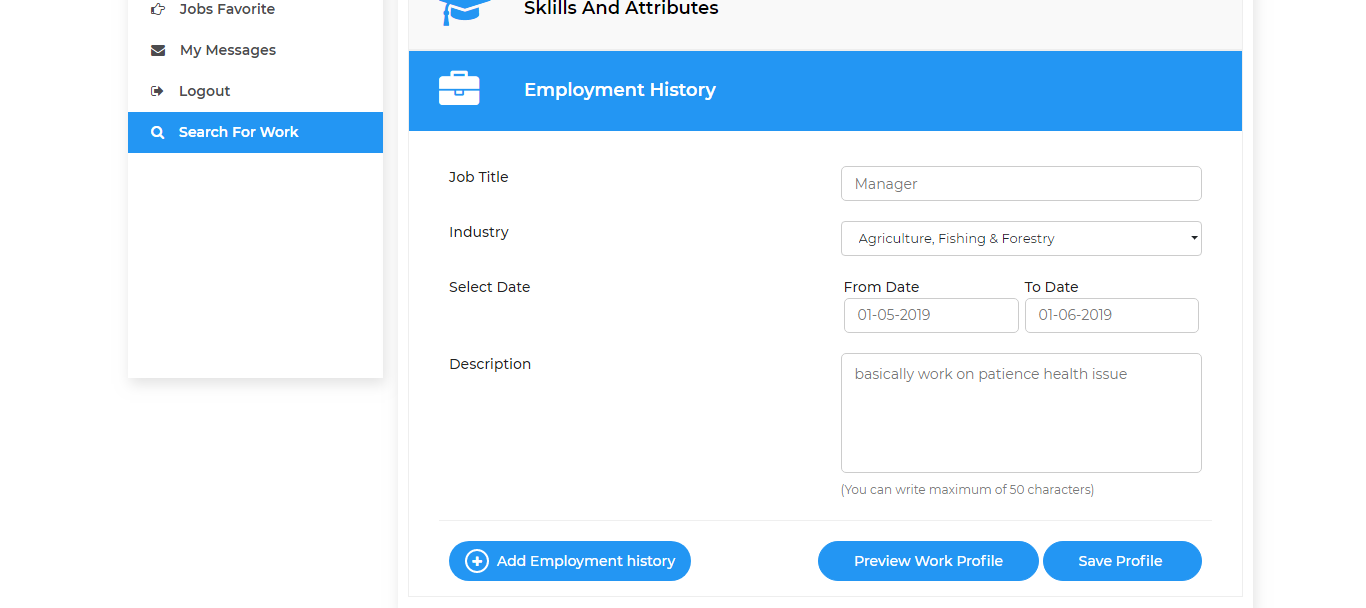 Jobs Favorite
My Messages
Logout
Search For Work
Sklills And Attributes
Employment History
Job Title
Manager
Industry
Agriculture, Fishing & Forestry
Select Date
From Date To Date
01-05-2019 01-06-2019
Description
basically work on patience health issue
(You can write maximum of 50 characters)
Add Employment history
Preview Work Profile
Save Profile